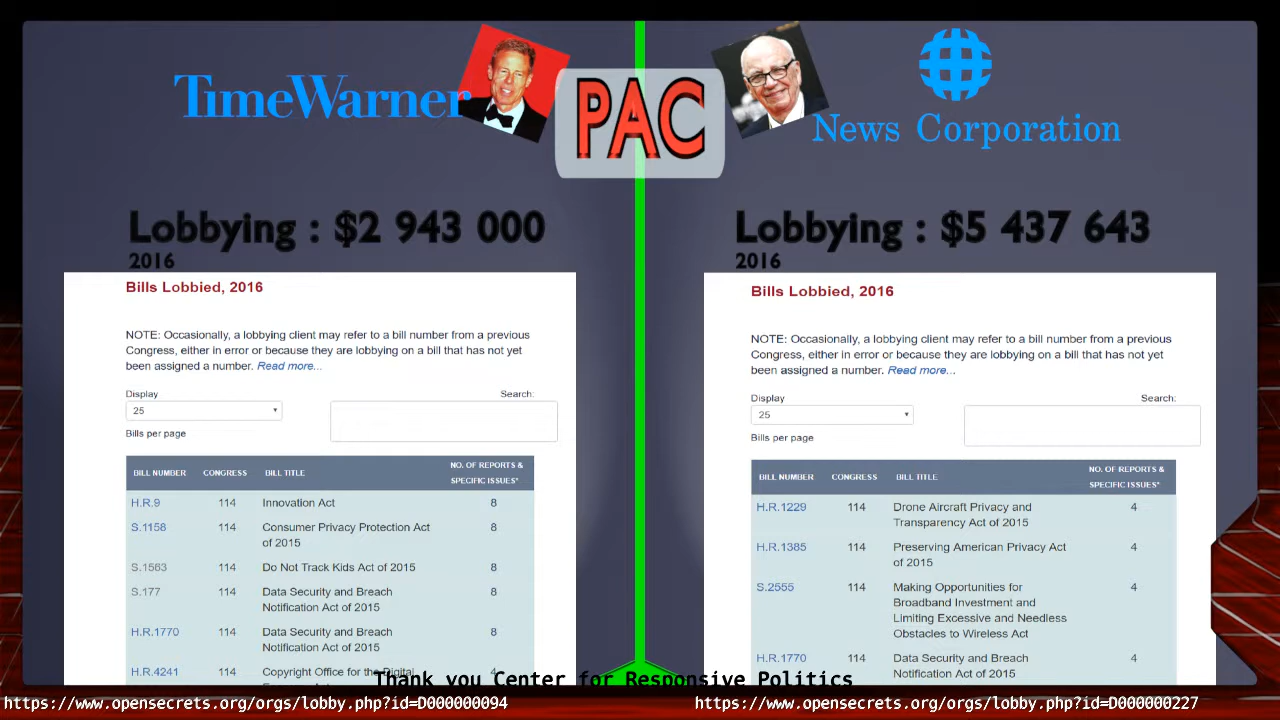 TimeWarner
PAC
News Corporation
Lobbying : $2 943 000
2016
Bills Lobbied, 2016
NOTE: Occasionally, a lobbying client may refer to a bill number from a previous
Congress, either in error or because they are lobbying on a bill that has not yet
been assigned a number. Read more...
Display
Search:
25
Bills per page
BILL NUMBER CONGRESS BILL TITLE NO. OF REPORTS &
SPECIFIC ISSUES*
H.R.9 114 Innovation Act 8
S.1158 114 Consumer Privacy Protection Act 8
of 2015
S.1563 114 Do Not Track Kids Act of 2015 8
S.177 114 Data Security and Breach 8
Notification Act of 2015
H.R.1770 114 Data Security and Breach 8
Notification Act of 2015
H.R.4241 114 Copyright Office for the Digital 4
Lobbying : $5 437 643
2016
Bills Lobbied, 2016
NOTE: Occasionally, a lobbying client may refer to a bill number from a previous
Congress, either in error or because they are lobbying on a bill that has not yet
been assigned a number. Read more...
Display
Search:
25
Bills per page
BILL NUMBER CONGRESS BILL TITLE NO. OF REPORTS &
SPECIFIC ISSUES*
H.R.1229 114 Drone Aircraft Privacy and 4
Transparency Act of 2015
H.R.1385 114 Preserving American Privacy Act 4
of 2015
S.2555 114 Making Opportunities for 4
Broadband Investment and
Limiting Excessive and Needless
Obstacles to Wireless Act
H.R.1770 114 Data Security and Breach 4
Notification Act of 2015
Thank you Center for Responsive Politics
https://www.opensecrets.org/orgs/lobby.php?id=D000000094
https://www.opensecrets.org/orgs/lobby.php?id=D000000227